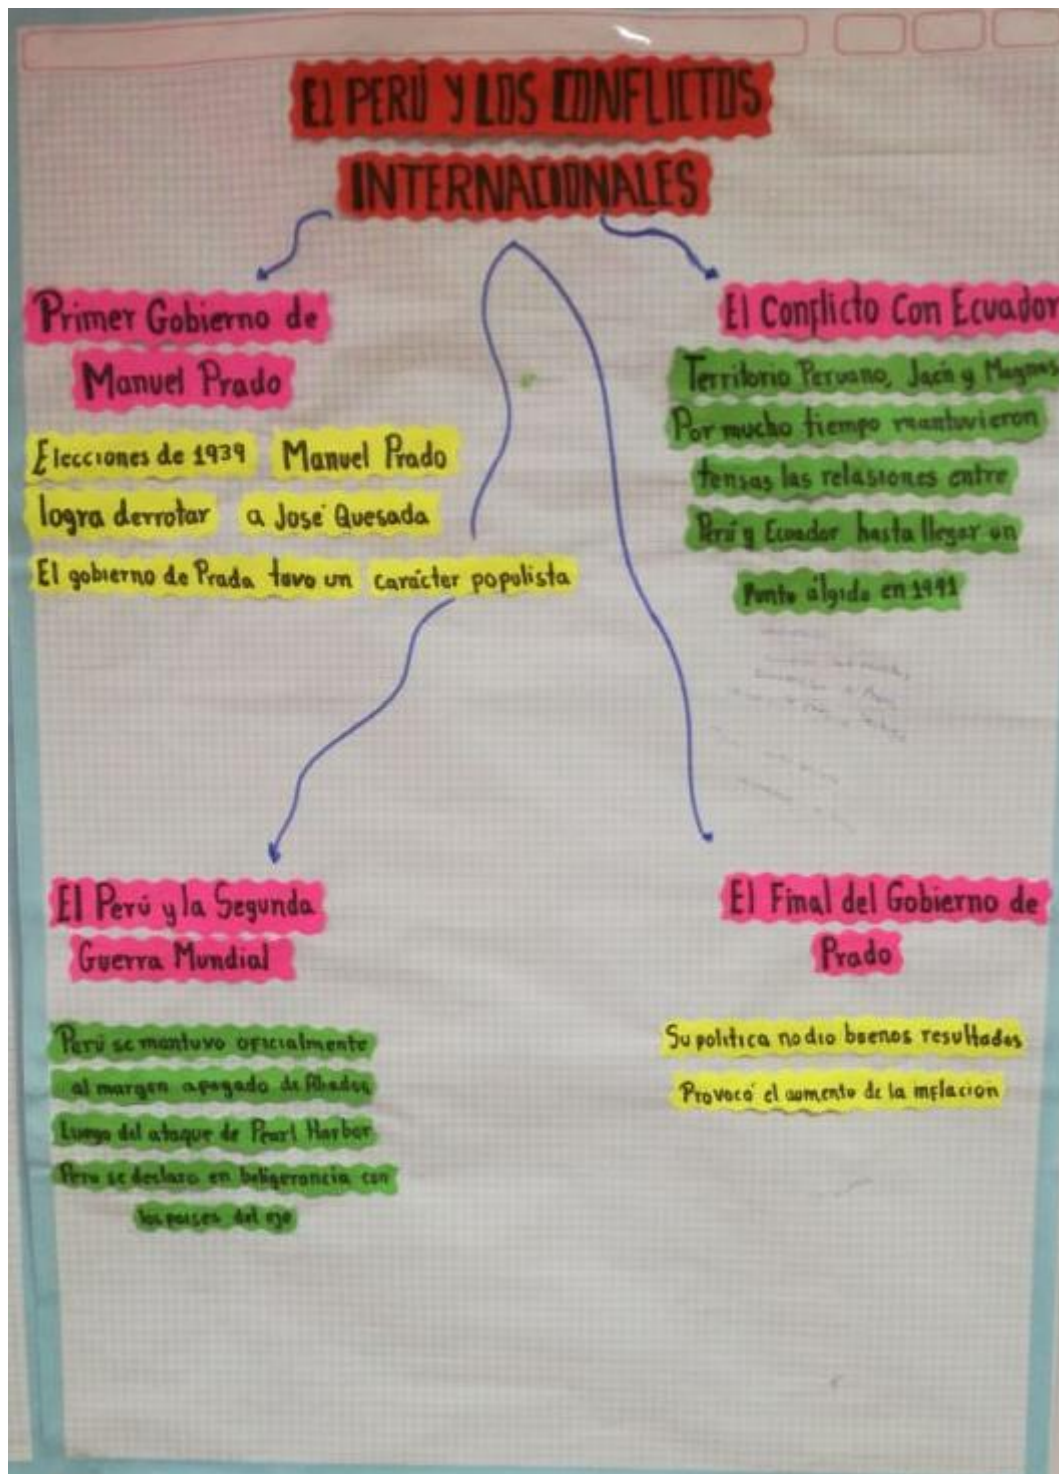 El PERÚ Y LOS CONFLICTOS
INTERNACIONALES
Primer Gobierno de
Manuel Prado
Elecciones de 1939 Manuel Prado
logra derrotar a José Quesada
El gobierno de Prada tuvo un carácter populista
El Conflicto Con Ecuador
Territorio Peruano, Jaén y Maynas
Por mucho tiempo mantuvieron
tensas las relasiones entre
Perú y Ecuador hasta llegar un
Punto álgido en 1941
El Perú y la Segunda
Guerra Mundial
Perú se mantuvo oficialmente
al margen apegado de Aliados
Luego del ataque de Pearl Harbor
Peru se declaro en beligerancia con
los paises del eje
El Final del Gobierno de
Prado
Su politica no dio buenos resultados
Provocó el aumento de la inflacion